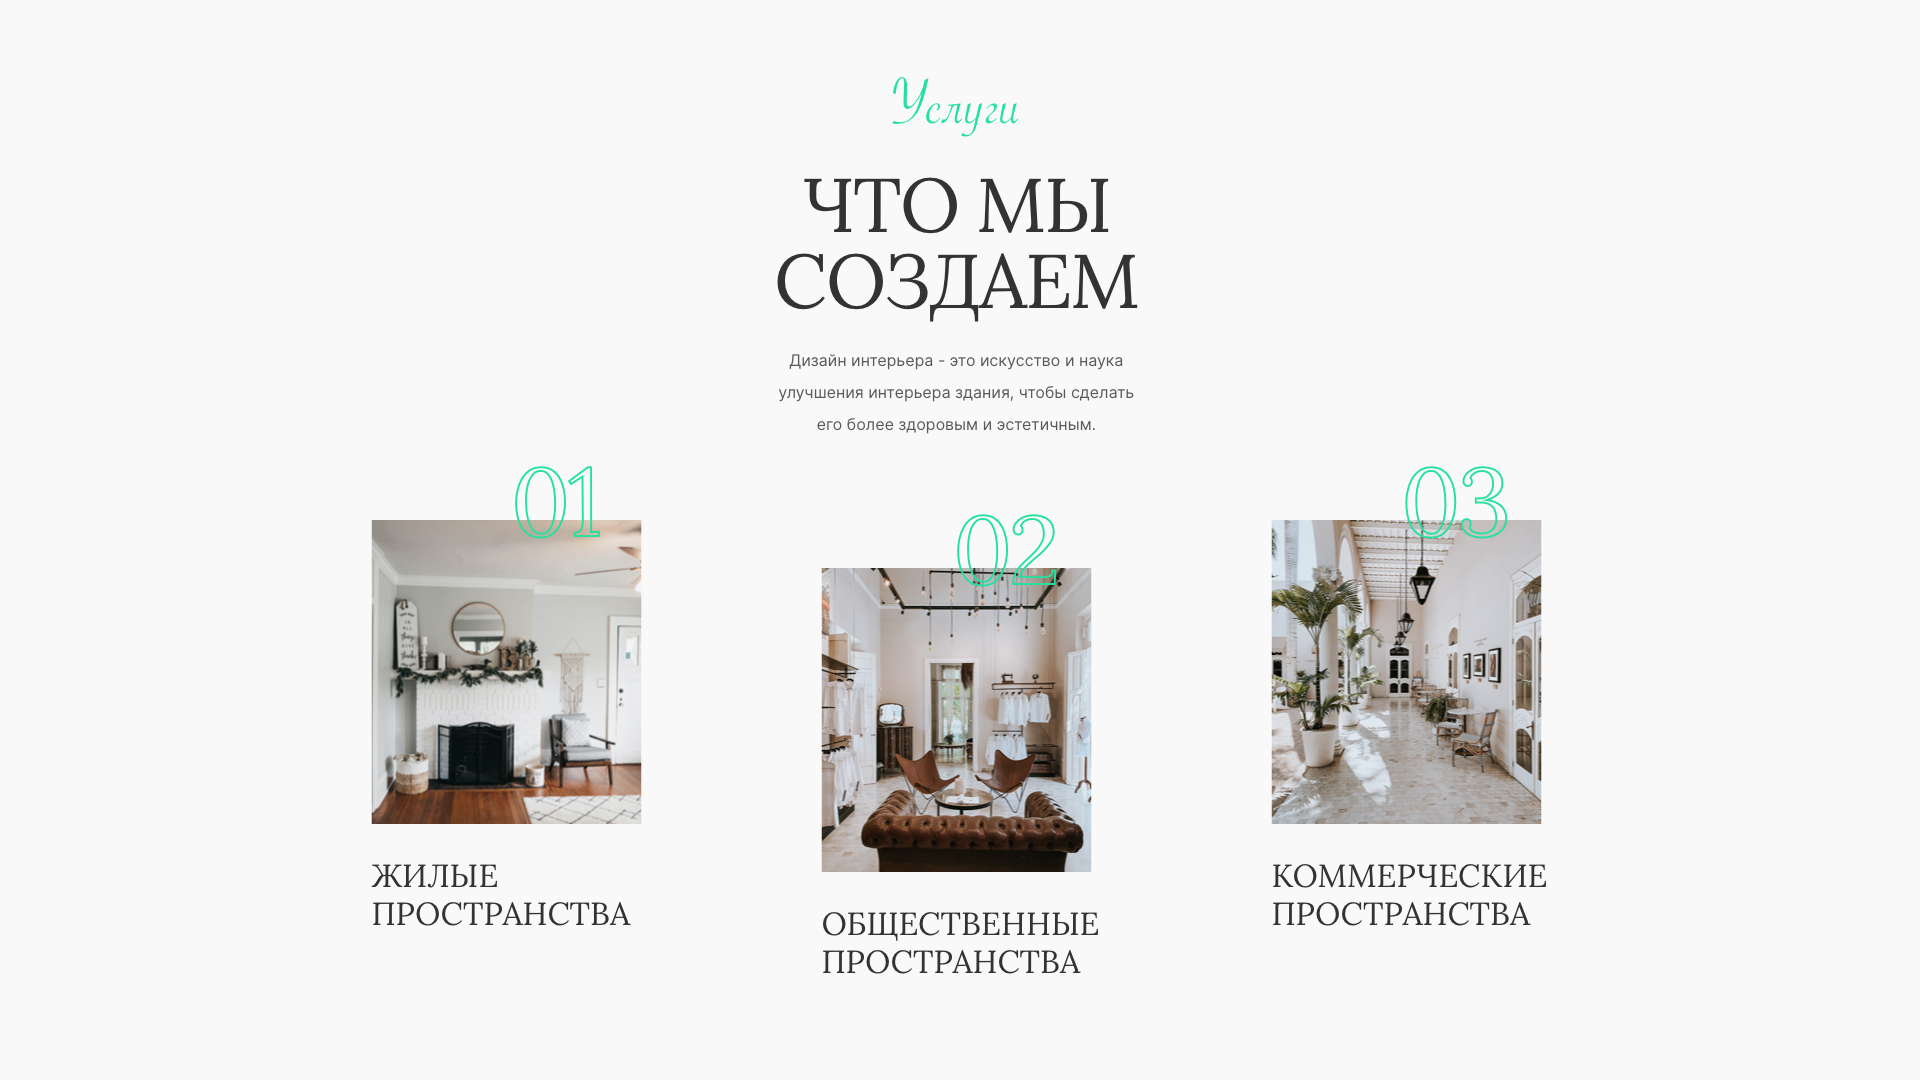 Услуги
ЧТО МЫ
СОЗДАЕМ
Дизайн интерьера - это искусство и наука
улучшения интерьера здания, чтобы сделать
его более здоровым и эстетичным.
01
ЖИЛЫЕ
ПРОСТРАНСТВА
02
ОБЩЕСТВЕННЫЕ
ПРОСТРАНСТВА
03
КОММЕРЧЕСКИЕ
ПРОСТРАНСТВА